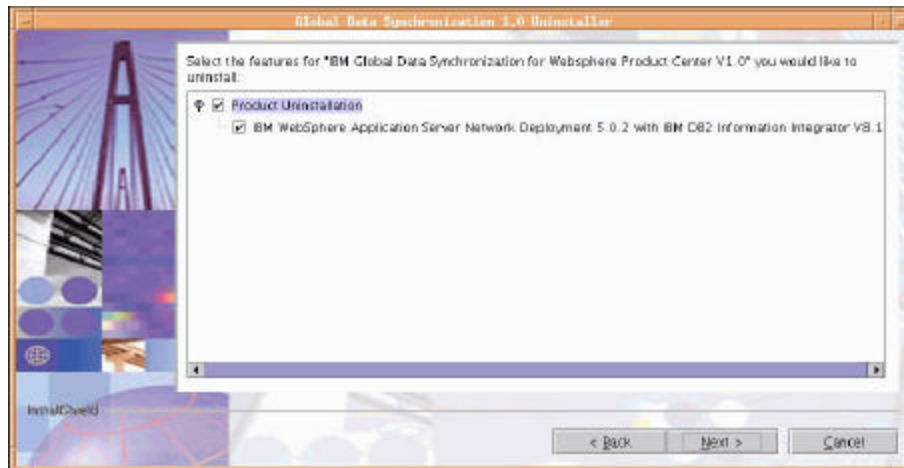 Global Data Synchronization 1.0 Uninstaller
Select the features for "IBM Global Data Synchronization for Websphere Product Center V1.0" you would like to
uninstall:
Product Uninstallation
IBM WebSphere Application Server Network Deployment 5.0.2 with IBM DB2 Information Integrator V8.1
InstallShield
< Back
Next >
Cancel